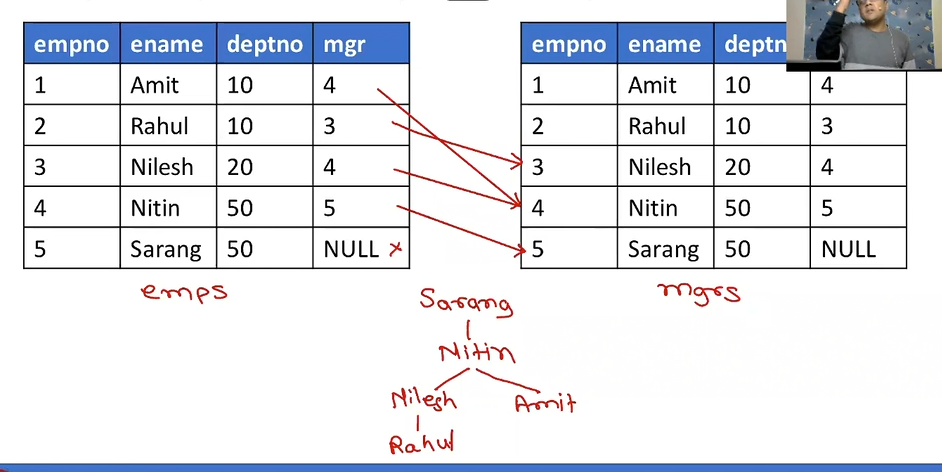 empno ename deptno mgr
1 Amit 10 4
2 Rahul 10 3
3 Nilesh 20 4
4 Nitin 50 5
5 Sarang 50 NULL ×
emps
empno ename deptn
1 Amit 10 4
2 Rahul 10 3
3 Nilesh 20 4
4 Nitin 50 5
5 Sarang 50 NULL
mgrs
Sarang
Nitin
Nilesh Amit
Rahul